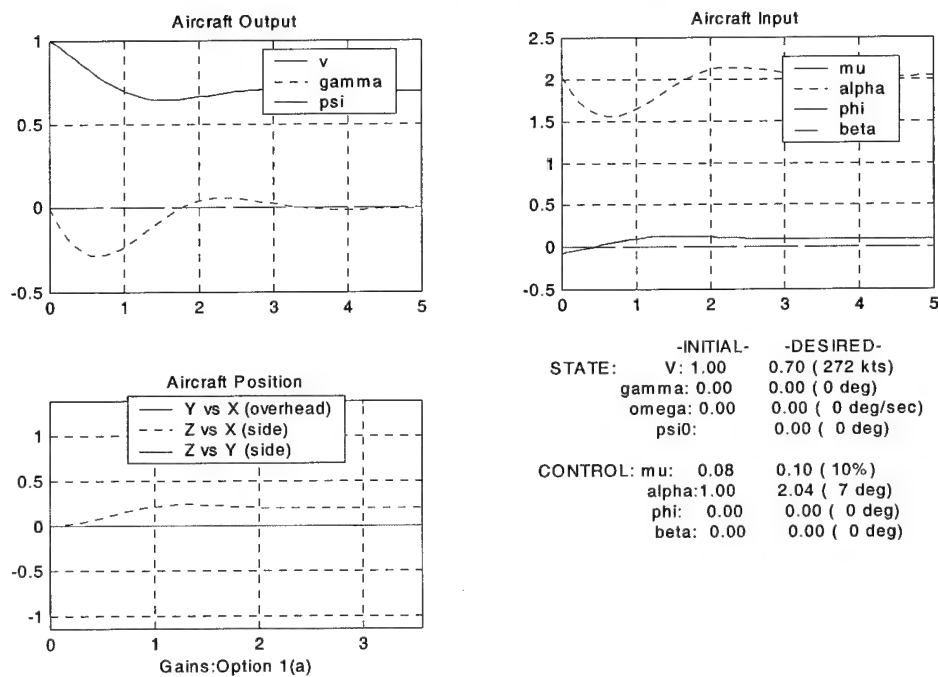 Aircraft Output
1
0.5
0
-0.5
0 1 2 3 4 5
v
gamma
psi
Aircraft Input
2.5
2
1.5
1
0.5
0
-0.5
0 1 2 3 4 5
mu
alpha
phi
beta
Aircraft Position
1
0.5
0
-0.5
-1
0 1 2 3
Y vs X (overhead)
Z vs X (side)
Z vs Y (side)
Gains:Option 1(a)
-INITIAL- -DESIRED-
STATE: V: 1.00 0.70 ( 272 kts)
gamma: 0.00 0.00 ( 0 deg)
omega: 0.00 0.00 ( 0 deg/sec)
psi0: 0.00 ( 0 deg)
CONTROL: mu: 0.08 0.10 ( 10%)
alpha:1.00 2.04 ( 7 deg)
phi: 0.00 0.00 ( 0 deg)
beta: 0.00 0.00 ( 0 deg)